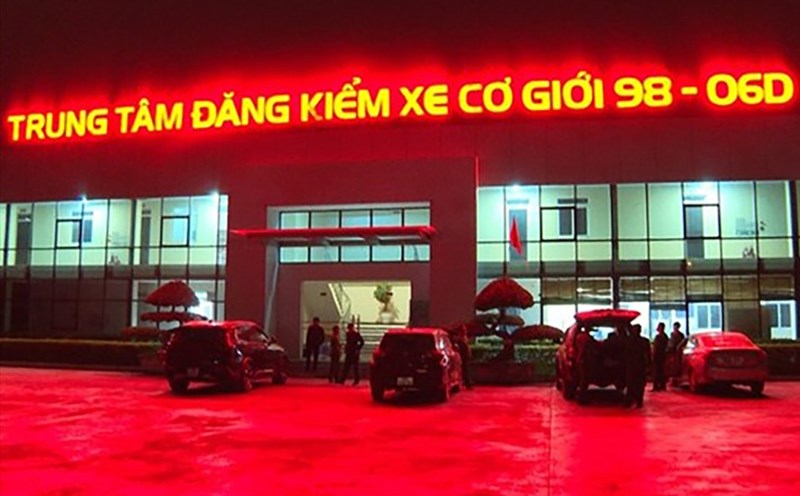 TRUNG TÂM ĐĂNG KIỂM XE CƠ GIỚI 98 - 06D